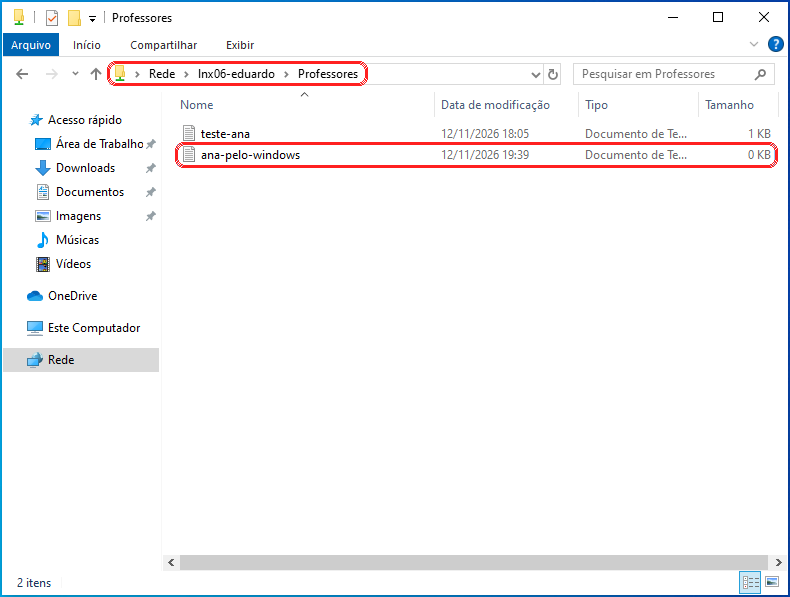 Professores
Arquivo Início Compartilhar Exibir ?
Rede > lnx06-eduardo > Professores Pesquisar em Professores
Nome Data de modificação Tipo Tamanho
Acesso rápido
Área de Trabalho
Downloads
Documentos
Imagens
Músicas
Vídeos
OneDrive
Este Computador
Rede
teste-ana 12/11/2026 18:05 Documento de Te... 1 KB
ana-pelo-windows 12/11/2026 19:39 Documento de Te... 0 KB
2 itens